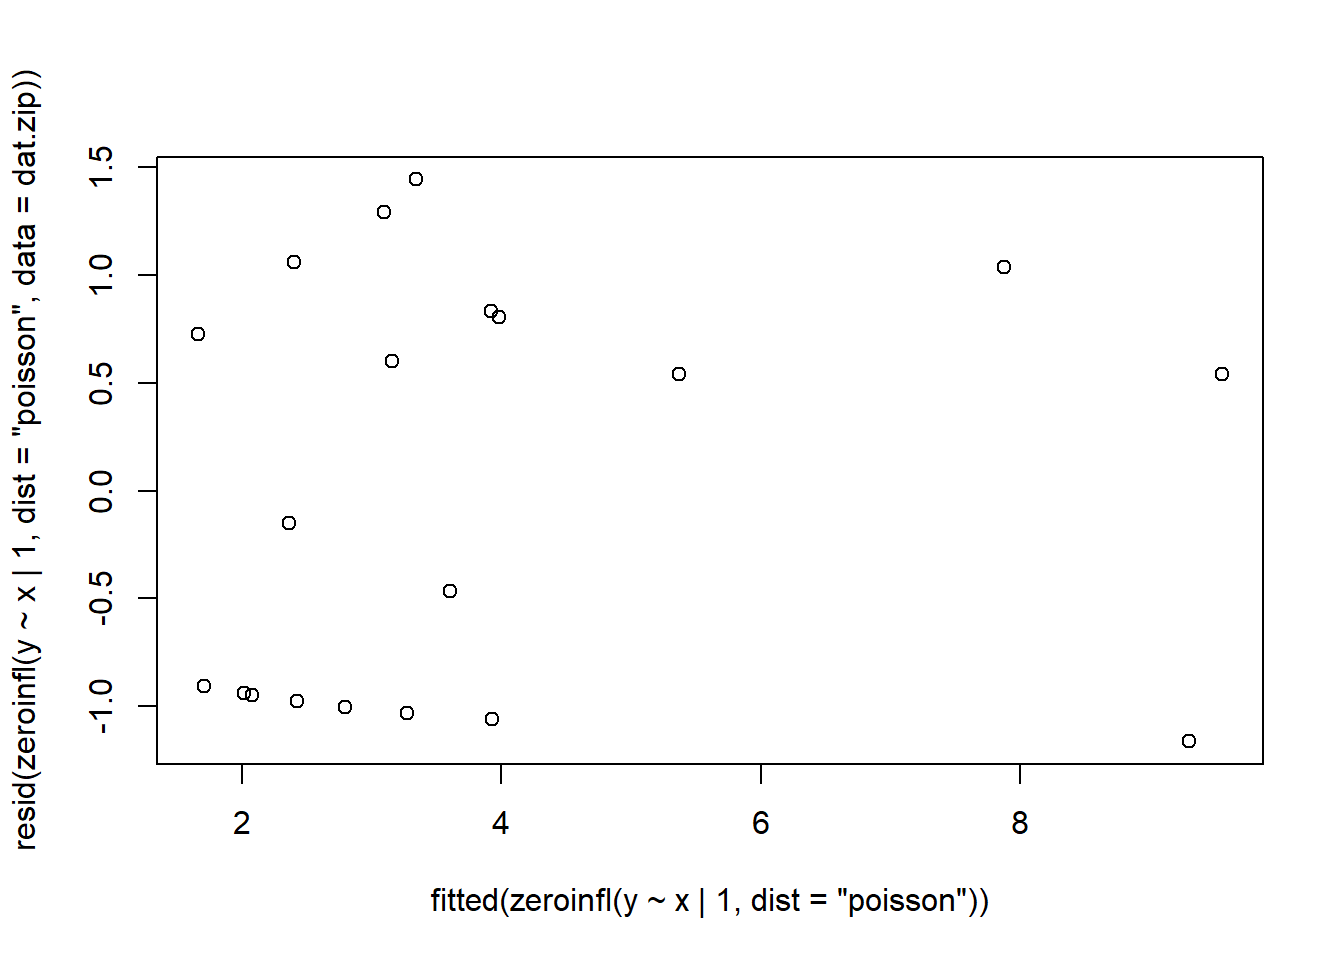 resid(zeroinfl(y ~ x | 1, dist = "poisson", data = dat.zip))
1.5
1.0
0.5
0.0
-0.5
-1.0
2 4 6 8
fitted(zeroinfl(y ~ x | 1, dist = "poisson"))